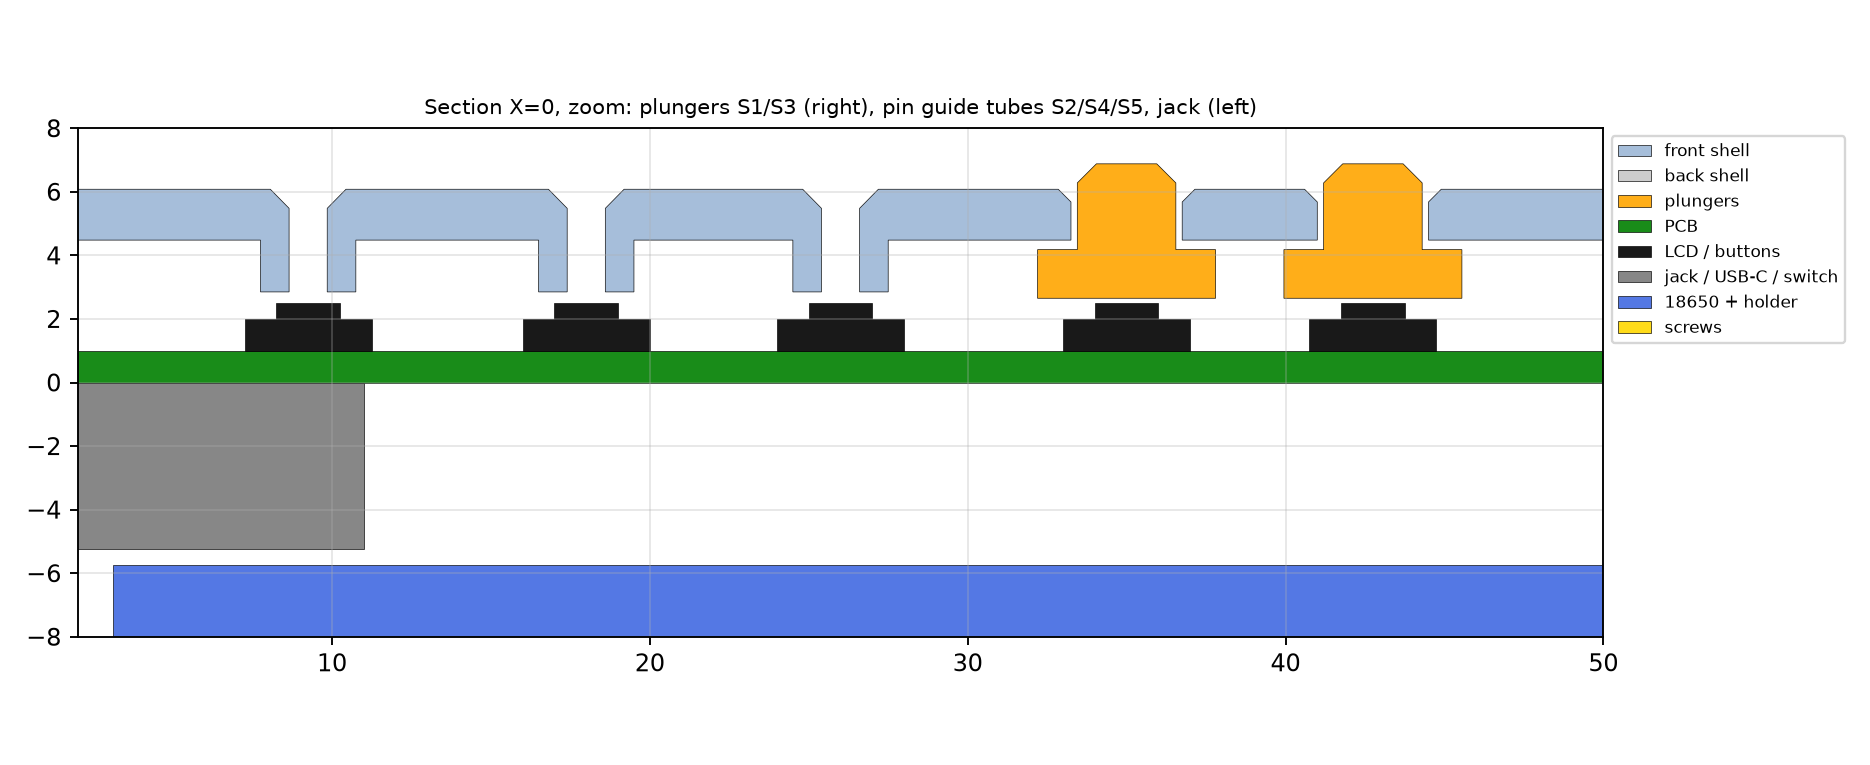 Section X=0, zoom: plungers S1/S3 (right), pin guide tubes S2/S4/S5, jack (left)
8
6
4
2
0
−2
−4
−6
−8
10
20
30
40
50
front shell
back shell
plungers
PCB
LCD / buttons
jack / USB-C / switch
18650 + holder
screws